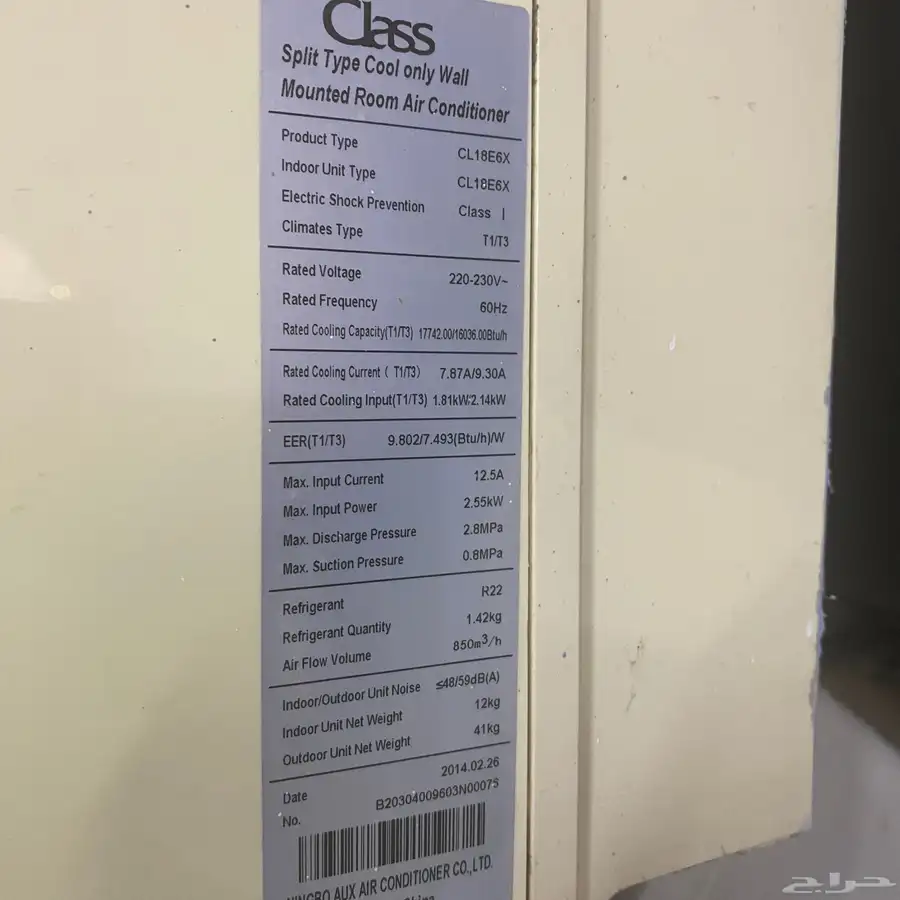 Class
Split Type Cool only Wall
Mounted Room Air Conditioner
Product Type CL18E6X
Indoor Unit Type CL18E6X
Electric Shock Prevention Class I
Climates Type T1/T3
Rated Voltage 220-230V~
Rated Frequency 60Hz
Rated Cooling Capacity(T1/T3) 17742.00/16036.00Btu/h
Rated Cooling Current ( T1/T3) 7.87A/9.30A
Rated Cooling Input(T1/T3) 1.81kW/2.14kW
EER(T1/T3) 9.802/7.493(Btu/h)/W
Max. Input Current 12.5A
Max. Input Power 2.55kW
Max. Discharge Pressure 2.8MPa
Max. Suction Pressure 0.8MPa
Refrigerant R22
Refrigerant Quantity 1.42kg
Air Flow Volume 850m³/h
Indoor/Outdoor Unit Noise ≤48/59dB(A)
Indoor Unit Net Weight 12kg
Outdoor Unit Net Weight 41kg
Date 2014.02.26
No. B20304009603N00075
NINGBO AUX AIR CONDITIONER CO.,LTD.
China
حراج